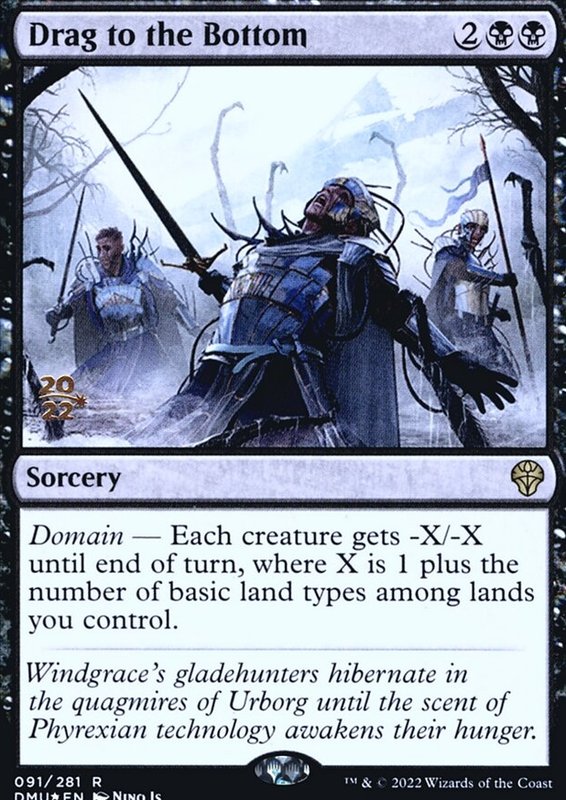 Drag to the Bottom 2
20
22
Sorcery
Domain — Each creature gets -X/-X
until end of turn, where X is 1 plus the
number of basic land types among lands
you control.
Windgrace's gladehunters hibernate in
the quagmires of Urborg until the scent of
Phyrexian technology awakens their hunger.
091/281 R
™ & © 2022 Wizards of the Coast
DMU★EN Nino Is